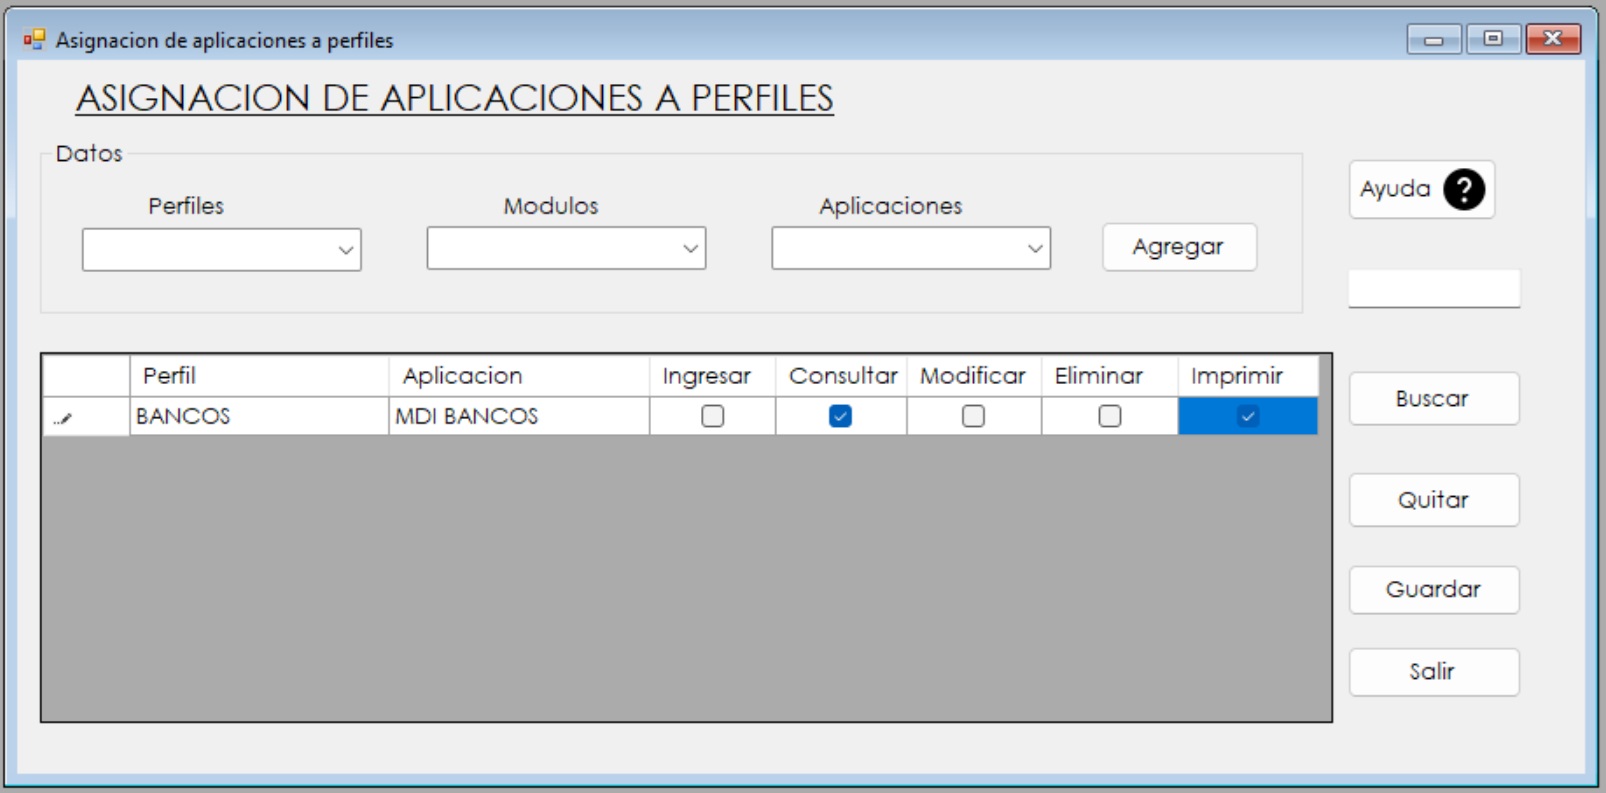 Asignacion de aplicaciones a perfiles
ASIGNACION DE APLICACIONES A PERFILES
Datos
Perfiles Modulos Aplicaciones
Agregar
Ayuda ?
Perfil Aplicacion Ingresar Consultar Modificar Eliminar Imprimir
BANCOS MDI BANCOS
Buscar
Quitar
Guardar
Salir